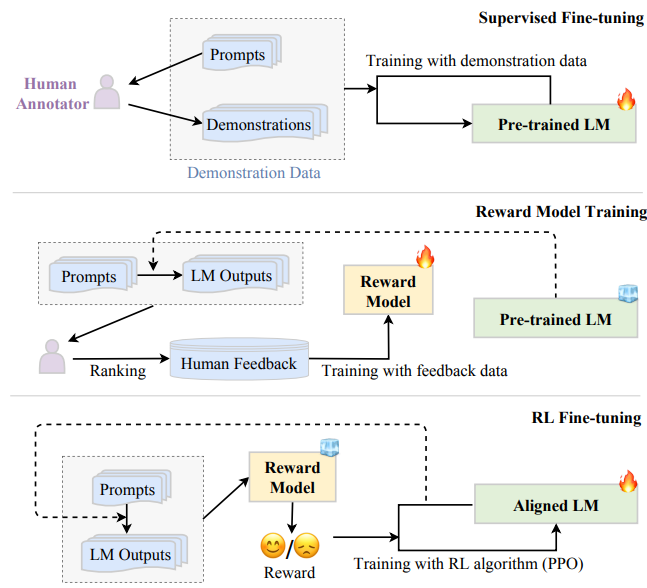 Supervised Fine-tuning
Prompts
Training with demonstration data
Human
Annotator
Demonstrations
Pre-trained LM
Demonstration Data
Reward Model Training
Prompts
LM Outputs
Reward
Model
Pre-trained LM
Ranking
Human Feedback
Training with feedback data
RL Fine-tuning
Prompts
Reward
Model
Aligned LM
LM Outputs
/
Reward
Training with RL algorithm (PPO)